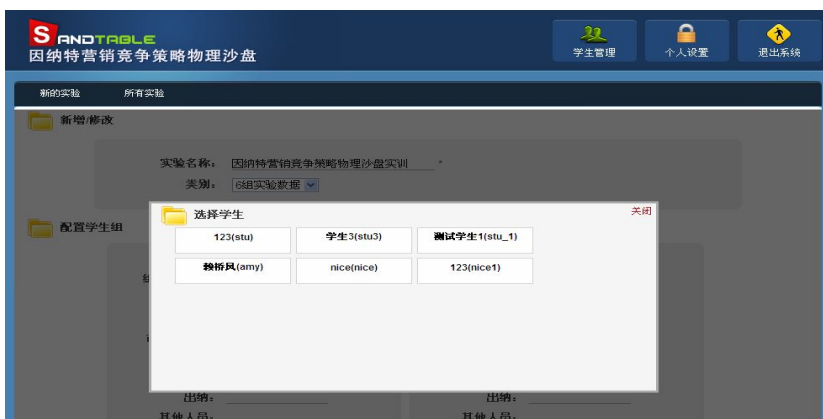 SANDTABLE
因纳特营销竞争策略物理沙盘
学生管理 个人设置 退出系统
新的实验 所有实验
新增/修改
实验名称： 因纳特营销竞争策略物理沙盘实训 *
类别： 6组实验数据
选择学生 关闭
配置学生组
123(stu) 学生3(stu3) 测试学生1(stu_1)
赖桥凤(amy) nice(nice) 123(nice1)
出纳： 出纳：
其他人员： 其他人员：